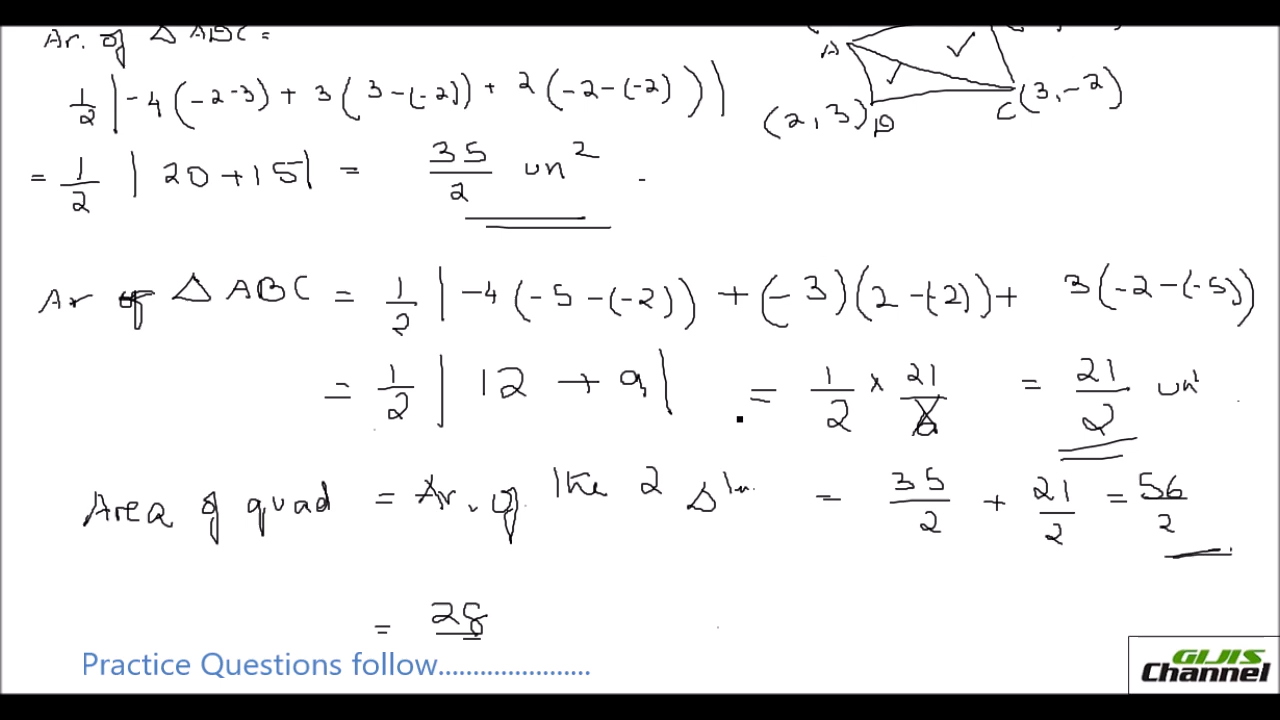 Ar. of △ ABC =
A
1/2 |-4(-2-3) + 3(3-(-2)) + 2(-2-(-2))|
C (3,-2)
(2,3) D
= 1/2 |20+15| = 35/2 un²
Ar of △ ABC = 1/2 |-4(-5-(-2)) + (-3)(2-(-2)) + 3(-2-(-5))|
= 1/2 |12 + 9| = 1/2 × 21/ = 21/2 un²
Area of quad = Ar. of the 2 △ = 35/2 + 21/2 = 56/2
= 28
Practice Questions follow......................
GIIS
Channel